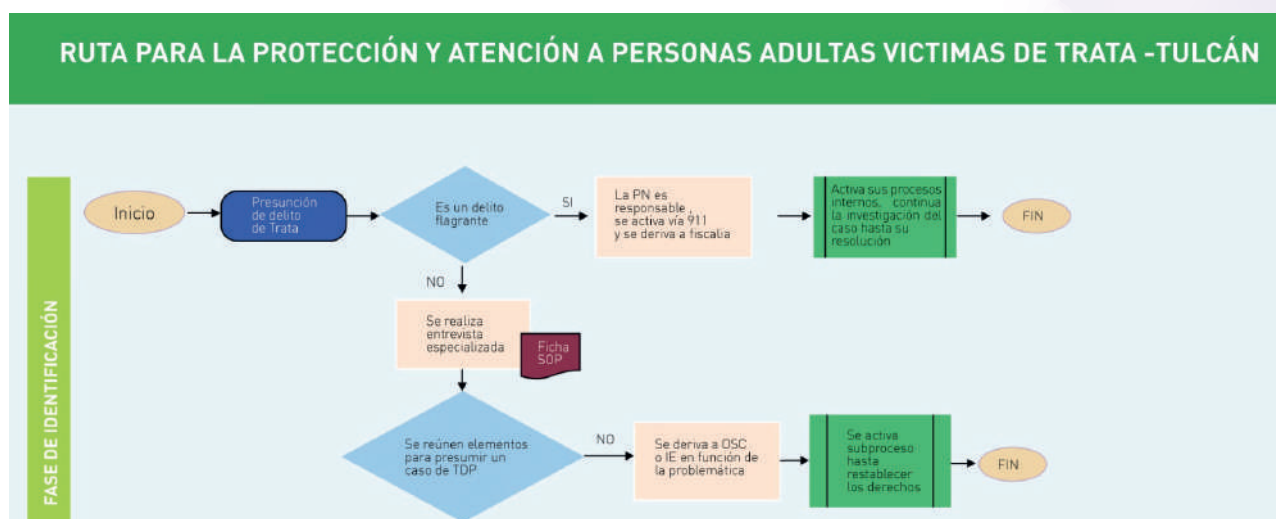 RUTA PARA LA PROTECCIÓN Y ATENCIÓN A PERSONAS ADULTAS VICTIMAS DE TRATA -TULCÁN
FASE DE IDENTIFICACIÓN
Inicio
Presunción
de delito
de Trata
Es un delito
flagrante
SI
La PN es
responsable ,
se activa vía 911
y se deriva a fiscalia
Activa sus procesos
internos, continua
la investigación del
caso hasta su
resolución
FIN
NO
Se realiza
entrevista
especializada
Ficha
SOP
Se reúnen elementos
para presumir un
caso de TDP
NO
Se deriva a OSC
o IE en función de
la problemática
Se activa
subproceso
hasta
restablecer
los derechos
FIN